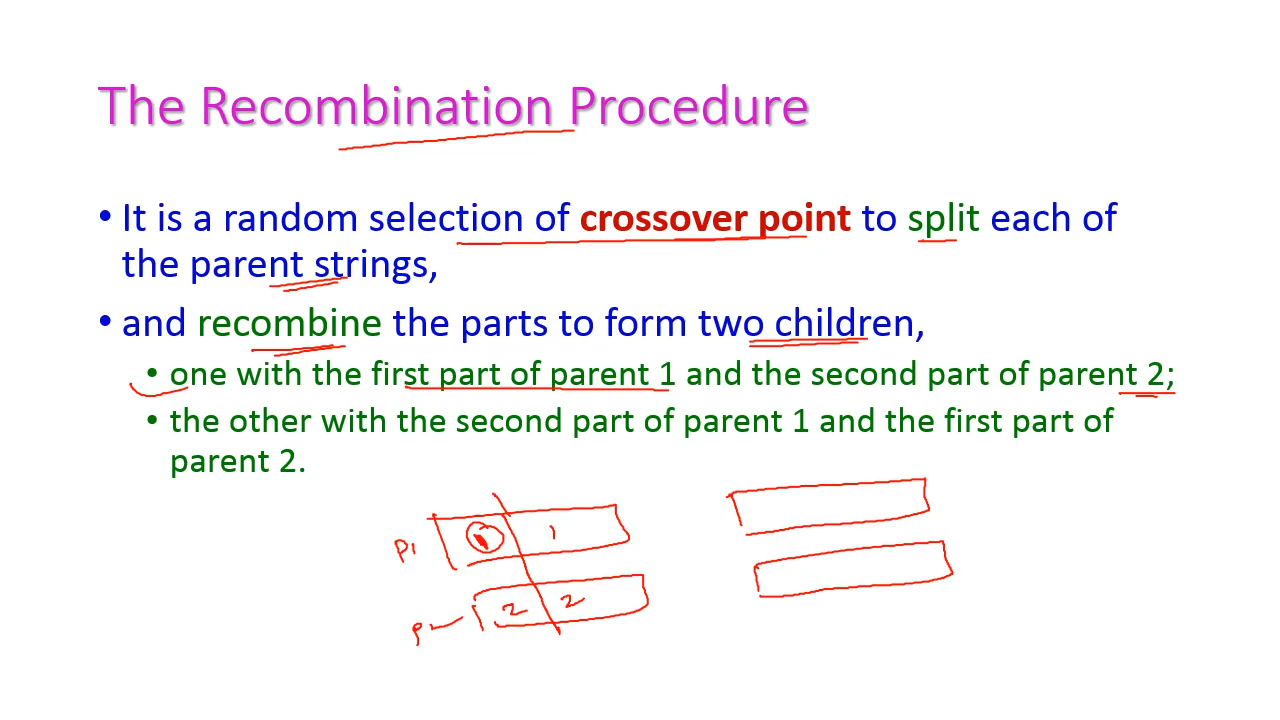 The Recombination Procedure
• It is a random selection of crossover point to split each of
the parent strings,
• and recombine the parts to form two children,
• one with the first part of parent 1 and the second part of parent 2;
• the other with the second part of parent 1 and the first part of
parent 2.
P1 1 1
2 2